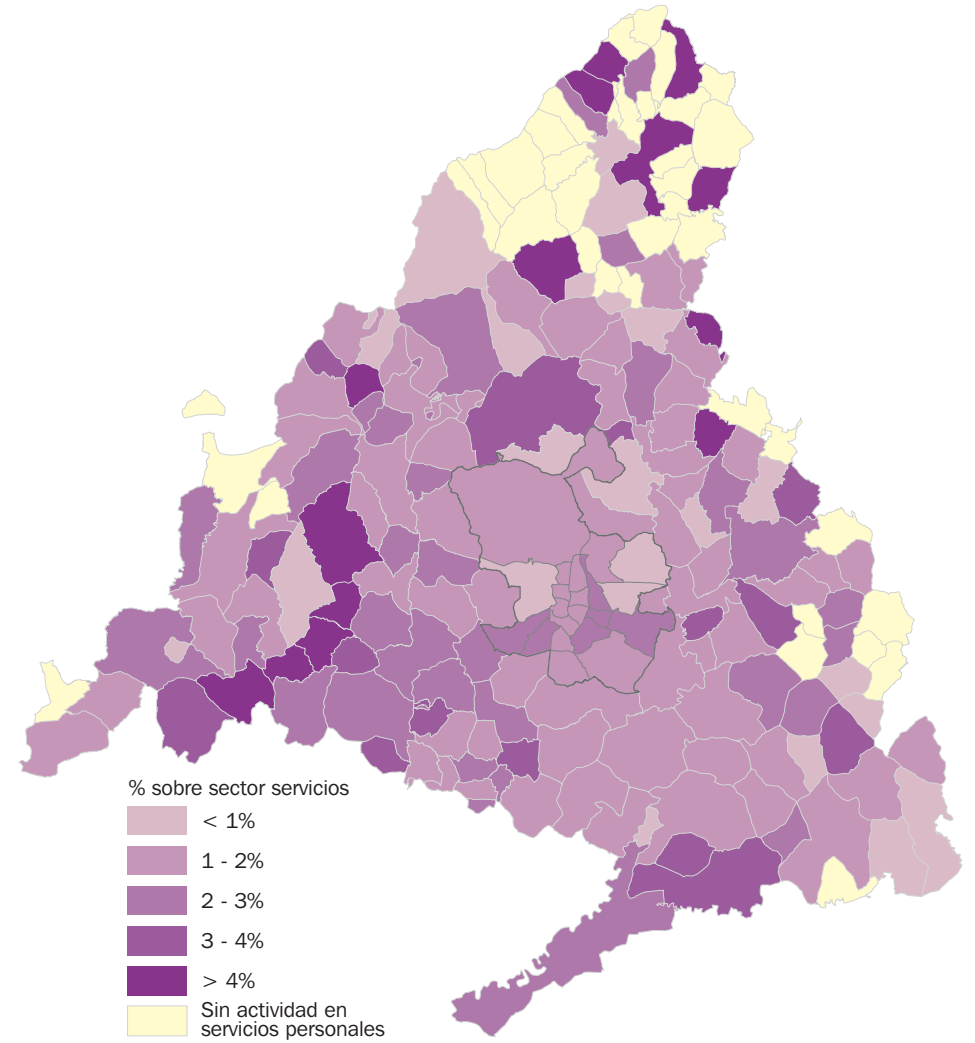 % sobre sector servicios
< 1%
1 - 2%
2 - 3%
3 - 4%
> 4%
Sin actividad en
servicios personales